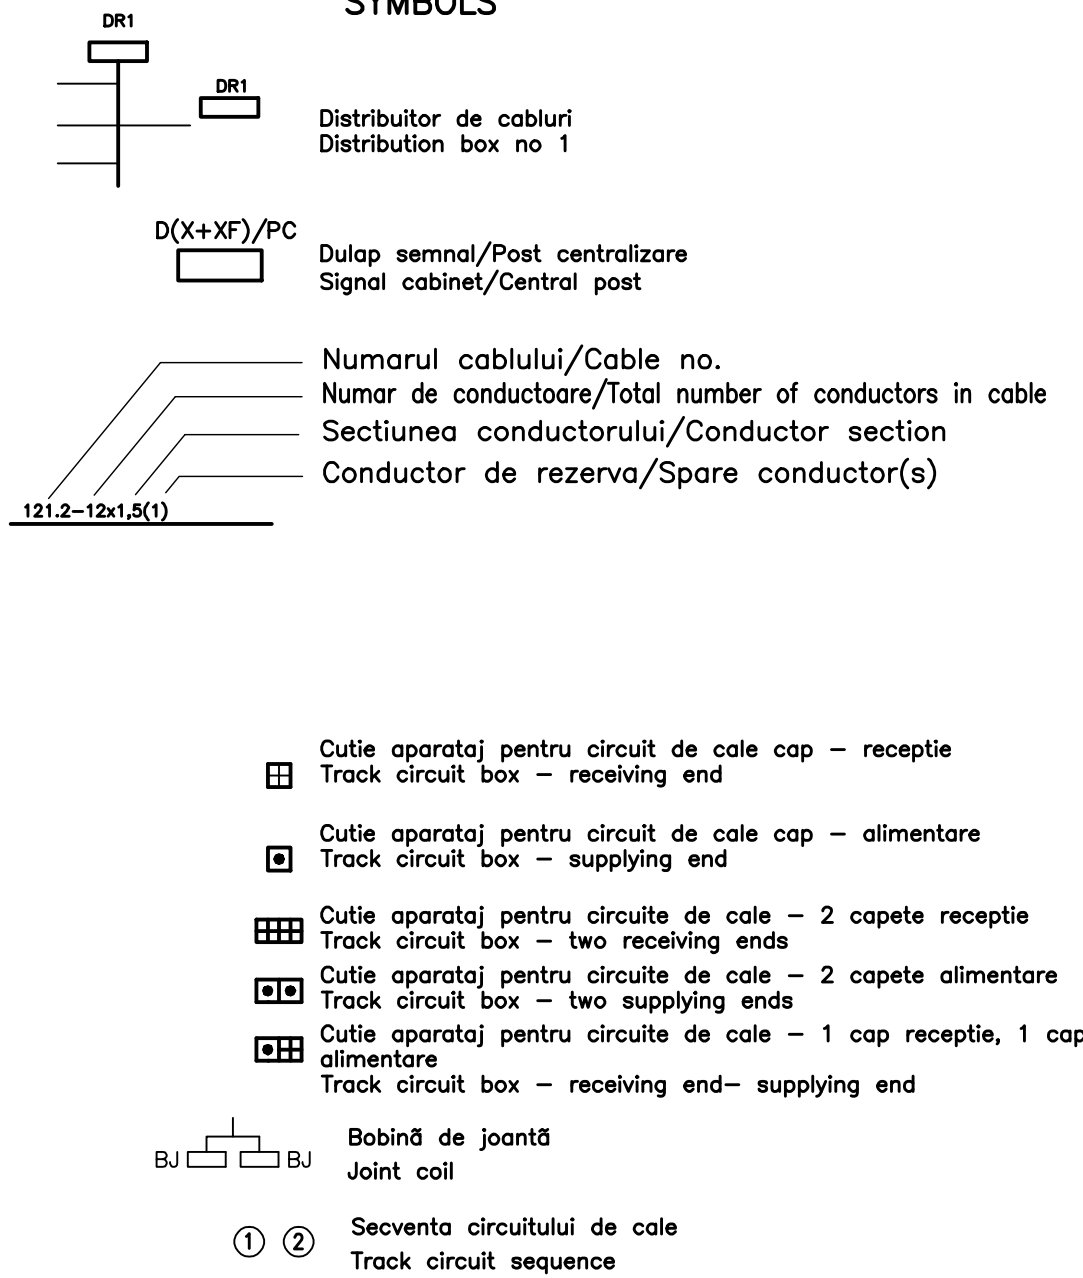 SYMBOLS
DR1
DR1
Distribuitor de cabluri
Distribution box no 1
D(X+XF)/PC
Dulap semnal/Post centralizare
Signal cabinet/Central post
Numarul cablului/Cable no.
Numar de conductoare/Total number of conductors in cable
Sectiunea conductorului/Conductor section
Conductor de rezerva/Spare conductor(s)
121.2-12x1,5(1)
Cutie aparataj pentru circuit de cale cap - receptie
Track circuit box - receiving end
Cutie aparataj pentru circuit de cale cap - alimentare
Track circuit box - supplying end
Cutie aparataj pentru circuite de cale - 2 capete receptie
Track circuit box - two receiving ends
Cutie aparataj pentru circuite de cale - 2 capete alimentare
Track circuit box - two supplying ends
Cutie aparataj pentru circuite de cale - 1 cap receptie, 1 cap
alimentare
Track circuit box - receiving end- supplying end
BJ BJ
Bobinã de joantã
Joint coil
1 2
Secventa circuitului de cale
Track circuit sequence